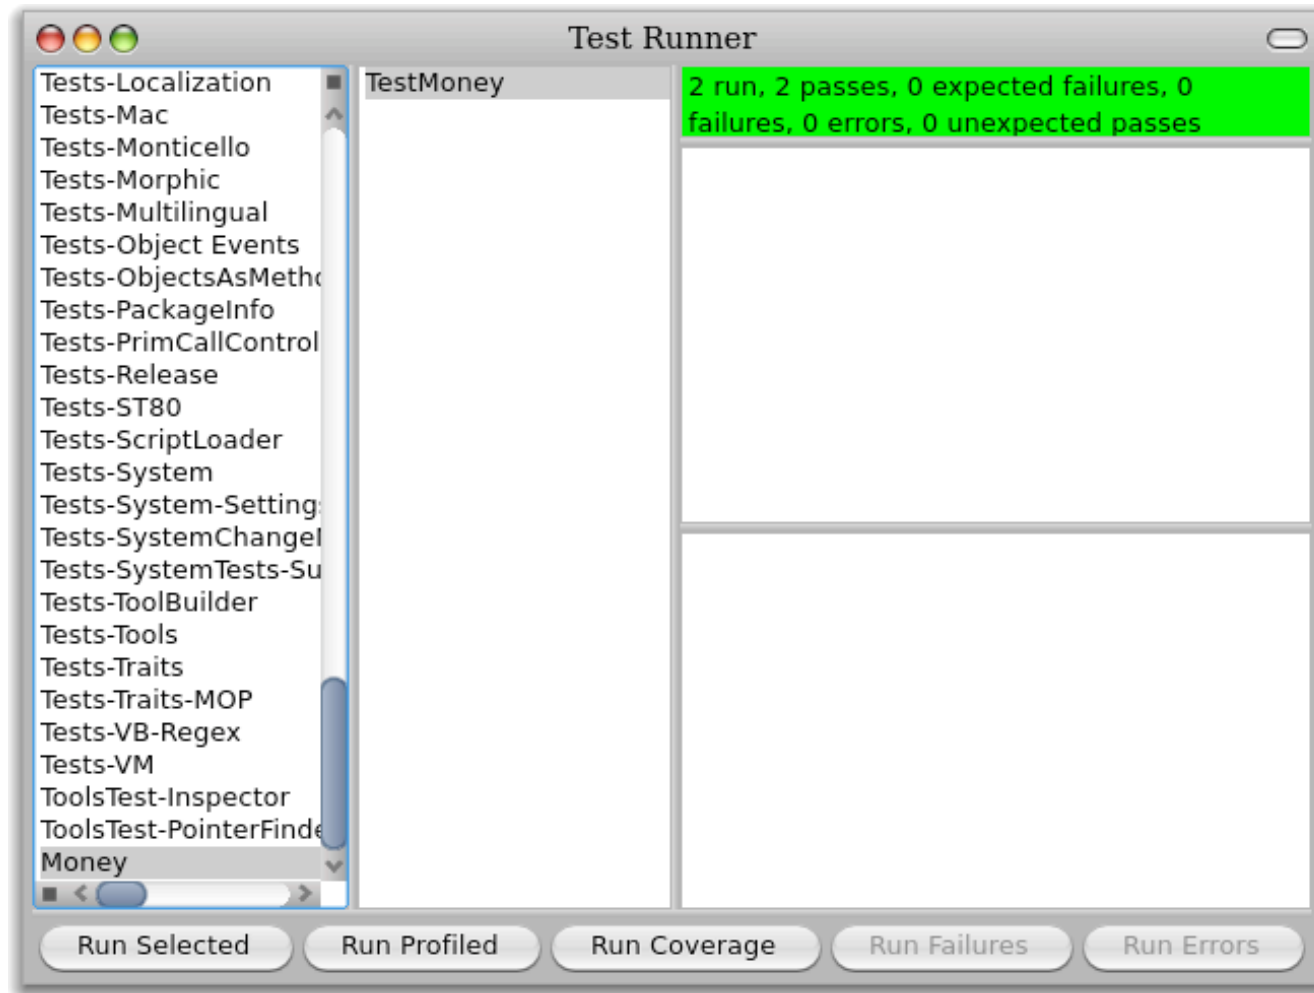 Test Runner
Tests-Localization
Tests-Mac
Tests-Monticello
Tests-Morphic
Tests-Multilingual
Tests-Object Events
Tests-ObjectsAsMetho
Tests-PackageInfo
Tests-PrimCallControl
Tests-Release
Tests-ST80
Tests-ScriptLoader
Tests-System
Tests-System-Setting
Tests-SystemChange
Tests-SystemTests-Su
Tests-ToolBuilder
Tests-Tools
Tests-Traits
Tests-Traits-MOP
Tests-VB-Regex
Tests-VM
ToolsTest-Inspector
ToolsTest-PointerFinde
Money
TestMoney
2 run, 2 passes, 0 expected failures, 0
failures, 0 errors, 0 unexpected passes
Run Selected
Run Profiled
Run Coverage
Run Failures
Run Errors